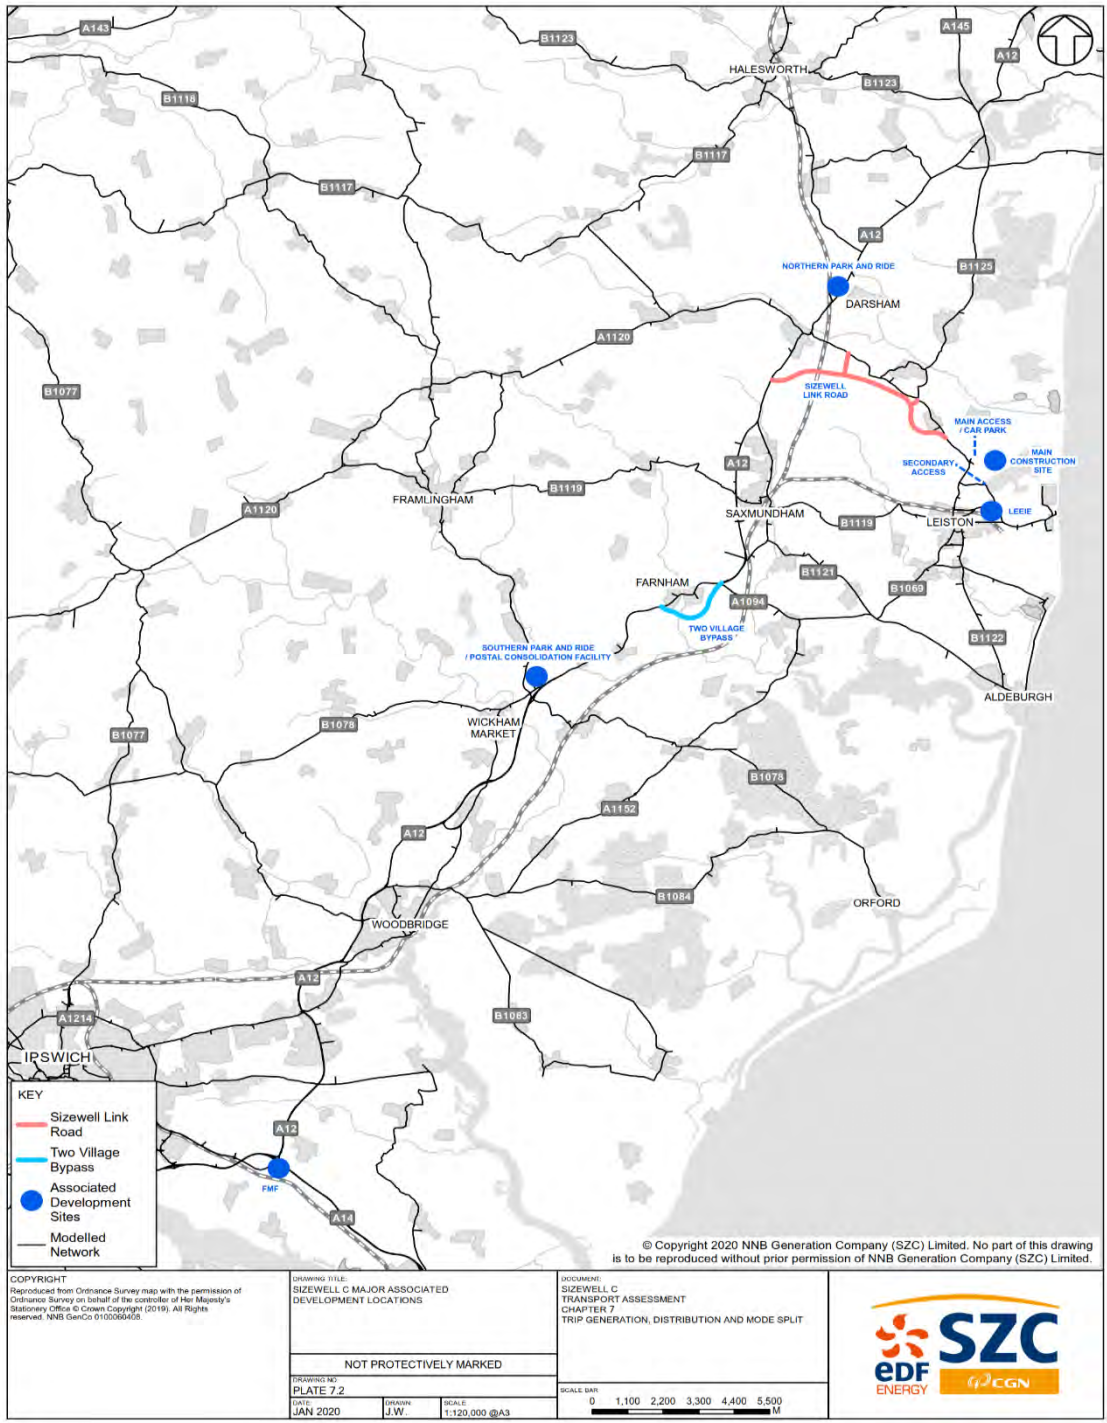 A143
B1123
A145
A12
HALESWORTH
B1123
B1118
B1117
B1117
A12
NORTHERN PARK AND RIDE
B1125
DARSHAM
A1120
B1077
SIZEWELL
LINK ROAD
MAIN ACCESS
/ CAR PARK
MAIN
CONSTRUCTION
SITE
SECONDARY
ACCESS
A12
FRAMLINGHAM
B1119
A1120
SAXMUNDHAM
B1119
LEISTON
LEEIE
FARNHAM
B1121
B1069
A1094
TWO VILLAGE
BYPASS
B1122
SOUTHERN PARK AND RIDE
/ POSTAL CONSOLIDATION FACILITY
ALDEBURGH
WICKHAM
MARKET
B1078
B1077
B1078
A1152
A12
B1084
ORFORD
WOODBRIDGE
A12
B1083
A1214
IPSWICH
A12
FMF
A14
KEY
Sizewell Link
Road
Two Village
Bypass
Associated
Development
Sites
Modelled
Network
© Copyright 2020 NNB Generation Company (SZC) Limited. No part of this drawing
is to be reproduced without prior permission of NNB Generation Company (SZC) Limited.
COPYRIGHT
Reproduced from Ordnance Survey map with the permission of
Ordnance Survey on behalf of the controller of Her Majesty's
Stationery Office © Crown Copyright (2019). All Rights
reserved. NNB GenCo 0100060408.
DRAWING TITLE:
SIZEWELL C MAJOR ASSOCIATED
DEVELOPMENT LOCATIONS
NOT PROTECTIVELY MARKED
DRAWING NO
PLATE 7.2
DATE:
JAN 2020
DRAWN
J.W.
SCALE
1:120,000 @A3
DOCUMENT:
SIZEWELL C
TRANSPORT ASSESSMENT
CHAPTER 7
TRIP GENERATION, DISTRIBUTION AND MODE SPLIT
SCALE BAR
0 1,100 2,200 3,300 4,400 5,500
M
eDF
ENERGY
SZC
CGN